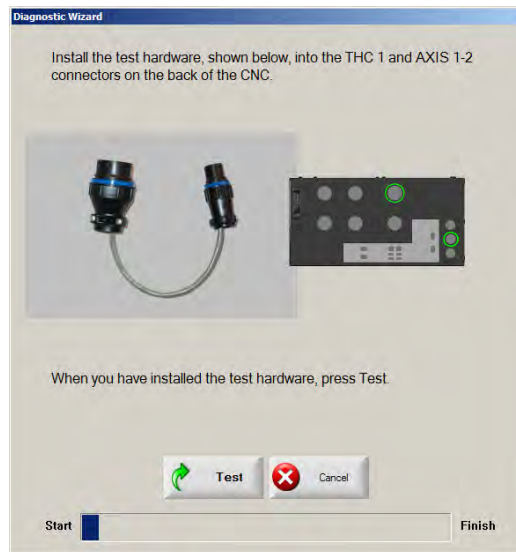 Diagnostic Wizard
Install the test hardware, shown below, into the THC 1 and AXIS 1-2
connectors on the back of the CNC.
When you have installed the test hardware, press Test.
Test
Cancel
Start
Finish